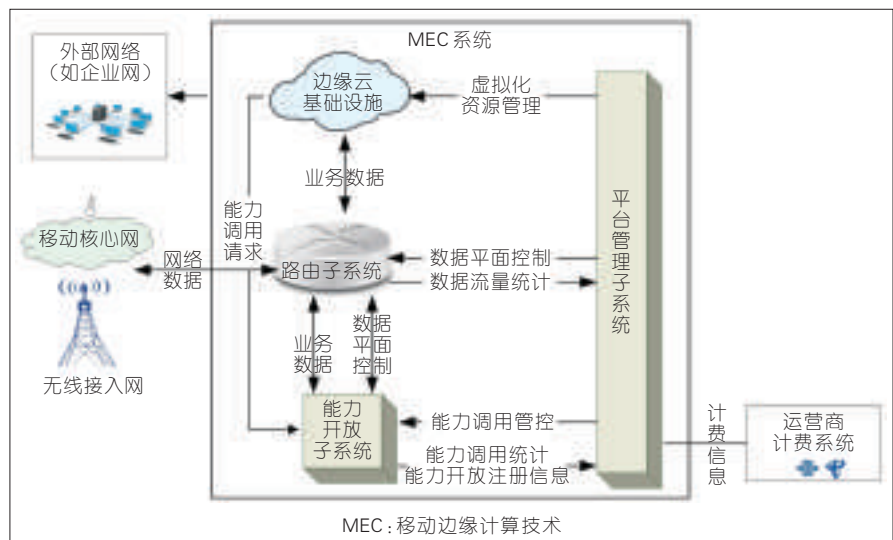 MEC系统
外部网络
（如企业网）
边缘云
基础设施
虚拟化
资源管理
业务数据
能力
调用
请求
移动核心网
网络
数据
路由子系统
数据平面控制
数据流量统计
平台管理子系统
业务
数据
数据
平面
控制
无线接入网
能力
开放
子系统
能力调用管控
能力调用统计
能力开放注册信息
计费信息
运营商
计费系统
MEC：移动边缘计算技术